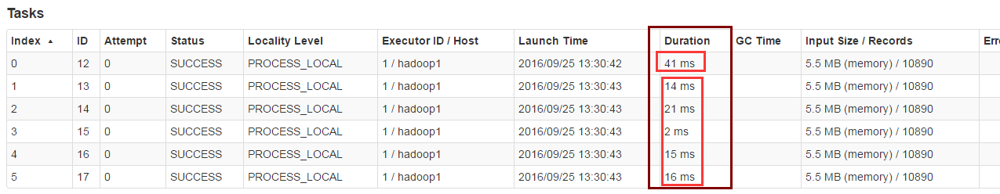 Tasks
Index ▲ ID Attempt Status Locality Level Executor ID / Host Launch Time Duration GC Time Input Size / Records
0 12 0 SUCCESS PROCESS_LOCAL 1 / hadoop1 2016/09/25 13:30:42 41 ms 5.5 MB (memory) / 10890
1 13 0 SUCCESS PROCESS_LOCAL 1 / hadoop1 2016/09/25 13:30:43 14 ms 5.5 MB (memory) / 10890
2 14 0 SUCCESS PROCESS_LOCAL 1 / hadoop1 2016/09/25 13:30:43 21 ms 5.5 MB (memory) / 10890
3 15 0 SUCCESS PROCESS_LOCAL 1 / hadoop1 2016/09/25 13:30:43 2 ms 5.5 MB (memory) / 10890
4 16 0 SUCCESS PROCESS_LOCAL 1 / hadoop1 2016/09/25 13:30:43 15 ms 5.5 MB (memory) / 10890
5 17 0 SUCCESS PROCESS_LOCAL 1 / hadoop1 2016/09/25 13:30:43 16 ms 5.5 MB (memory) / 10890